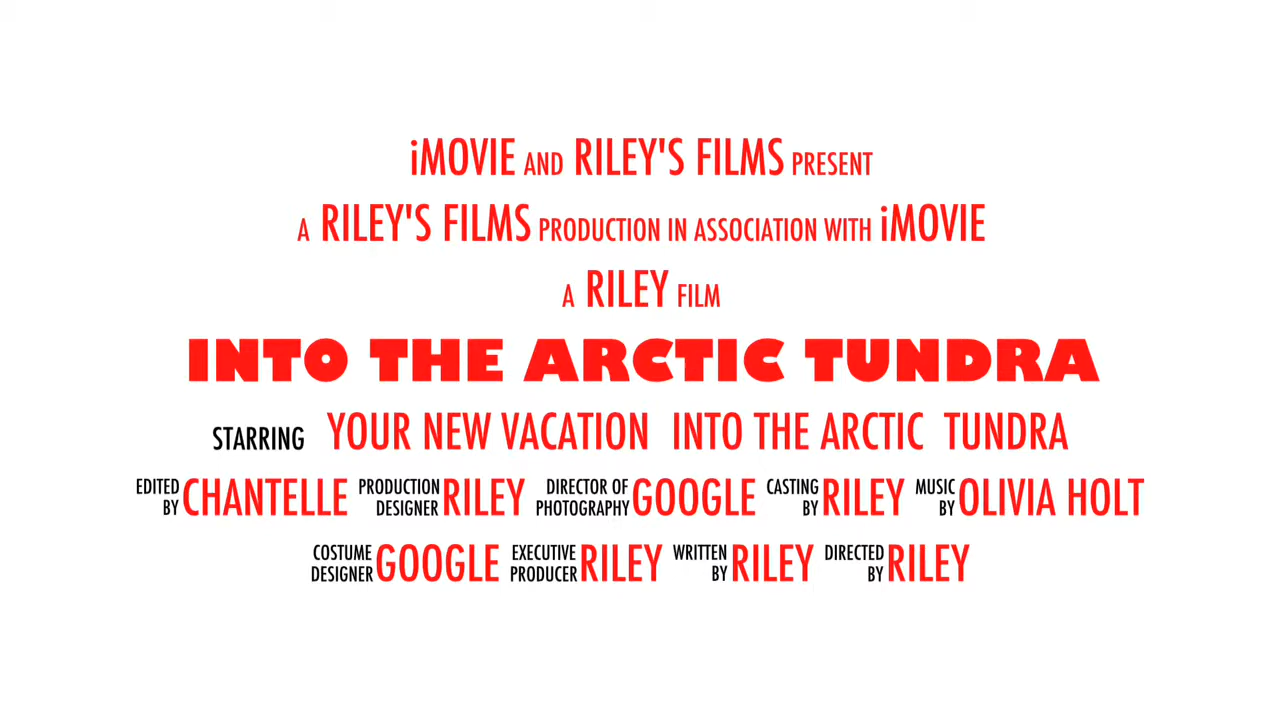 iMOVIE AND RILEY'S FILMS PRESENT
A RILEY'S FILMS PRODUCTION IN ASSOCIATION WITH iMOVIE
A RILEY FILM
INTO THE ARCTIC TUNDRA
STARRING YOUR NEW VACATION INTO THE ARCTIC TUNDRA
EDITED BY CHANTELLE PRODUCTION DESIGNER RILEY DIRECTOR OF PHOTOGRAPHY GOOGLE CASTING BY RILEY MUSIC BY OLIVIA HOLT
COSTUME DESIGNER GOOGLE EXECUTIVE PRODUCER RILEY WRITTEN BY RILEY DIRECTED BY RILEY